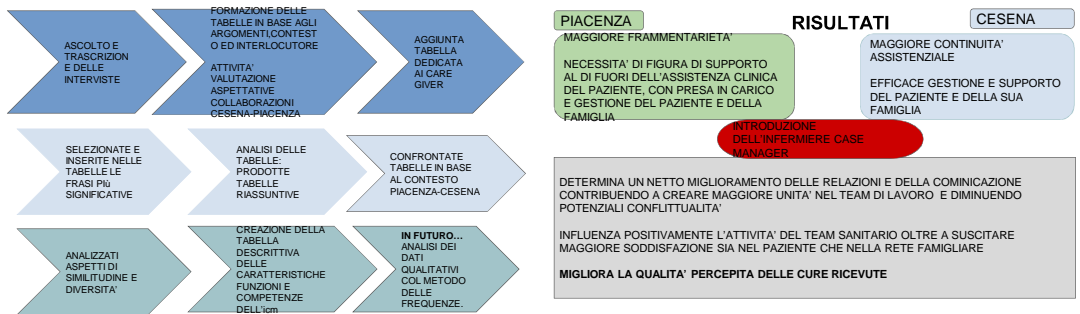 ASCOLTO E
TRASCRIZION
E DELLE
INTERVISTE
FORMAZIONE DELLE
TABELLE IN BASE AGLI
ARGOMENTI,CONTEST
O ED INTERLOCUTORE
ATTIVITA'
VALUTAZIONE
ASPETTATIVE
COLLABORAZIONI
CESENA-PIACENZA
AGGIUNTA
TABELLA
DEDICATA
AI CARE
GIVER
SELEZIONATE E
INSERITE NELLE
TABELLE LE
FRASI PIù
SIGNIFICATIVE
ANALISI DELLE
TABELLE:
PRODOTTE
TABELLE
RIASSUNTIVE
CONFRONTATE
TABELLE IN BASE
AL CONTESTO
PIACENZA-CESENA
ANALIZZATI
ASPETTI DI
SIMILITUDINE E
DIVERSITA'
CREAZIONE DELLA
TABELLA
DESCRITTIVA
DELLE
CARATTERISTICHE
FUNZIONI E
COMPETENZE
DELL'icm
IN FUTURO...
ANALISI DEI
DATI
QUALITATIVI
COL METODO
DELLE
FREQUENZE.
PIACENZA
RISULTATI
CESENA
MAGGIORE FRAMMENTARIETA'
NECESSITA' DI FIGURA DI SUPPORTO
AL DI FUORI DELL'ASSISTENZA CLINICA
DEL PAZIENTE, CON PRESA IN CARICO
E GESTIONE DEL PAZIENTE E DELLA
FAMIGLIA
MAGGIORE CONTINUITA'
ASSISTENZIALE
EFFICACE GESTIONE E SUPPORTO
DEL PAZIENTE E DELLA SUA
FAMIGLIA
INTRODUZIONE
DELL'INFERMIERE CASE
MANAGER
DETERMINA UN NETTO MIGLIORAMENTO DELLE RELAZIONI E DELLA COMINICAZIONE
CONTRIBUENDO A CREARE MAGGIORE UNITA' NEL TEAM DI LAVORO E DIMINUENDO
POTENZIALI CONFLITTUALITA'
INFLUENZA POSITIVAMENTE L'ATTIVITA' DEL TEAM SANITARIO OLTRE A SUSCITARE
MAGGIORE SODDISFAZIONE SIA NEL PAZIENTE CHE NELLA RETE FAMIGLIARE
MIGLIORA LA QUALITA' PERCEPITA DELLE CURE RICEVUTE